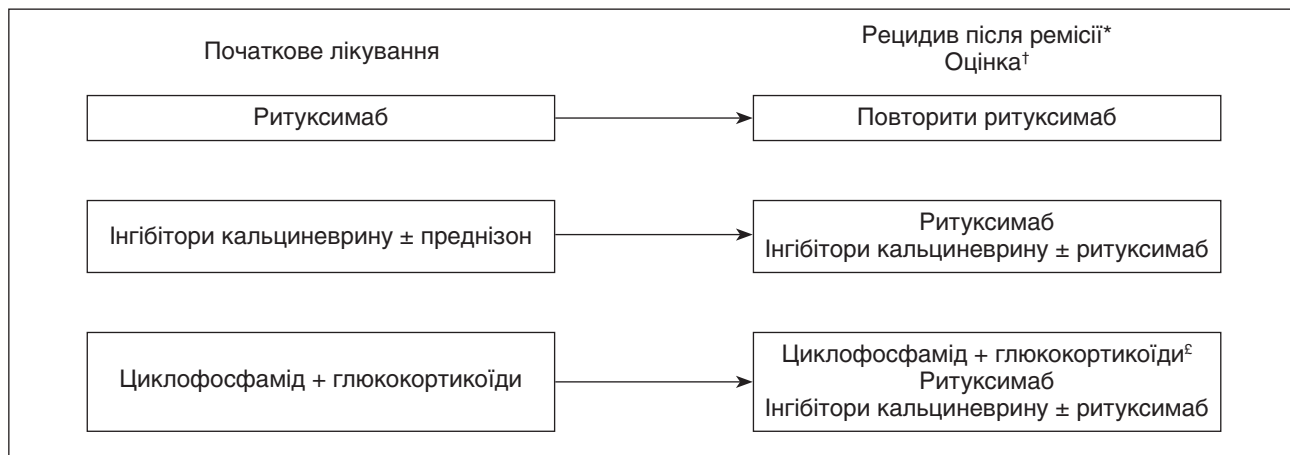 Початкове лікування
Рецидив після ремісії*
Оцінка†
Ритуксимаб
Повторити ритуксимаб
Інгібітори кальциневрину ± преднізон
Ритуксимаб
Інгібітори кальциневрину ± ритуксимаб
Циклофосфамід + глюкокортикоїди
Циклофосфамід + глюкокортикоїди£
Ритуксимаб
Інгібітори кальциневрину ± ритуксимаб